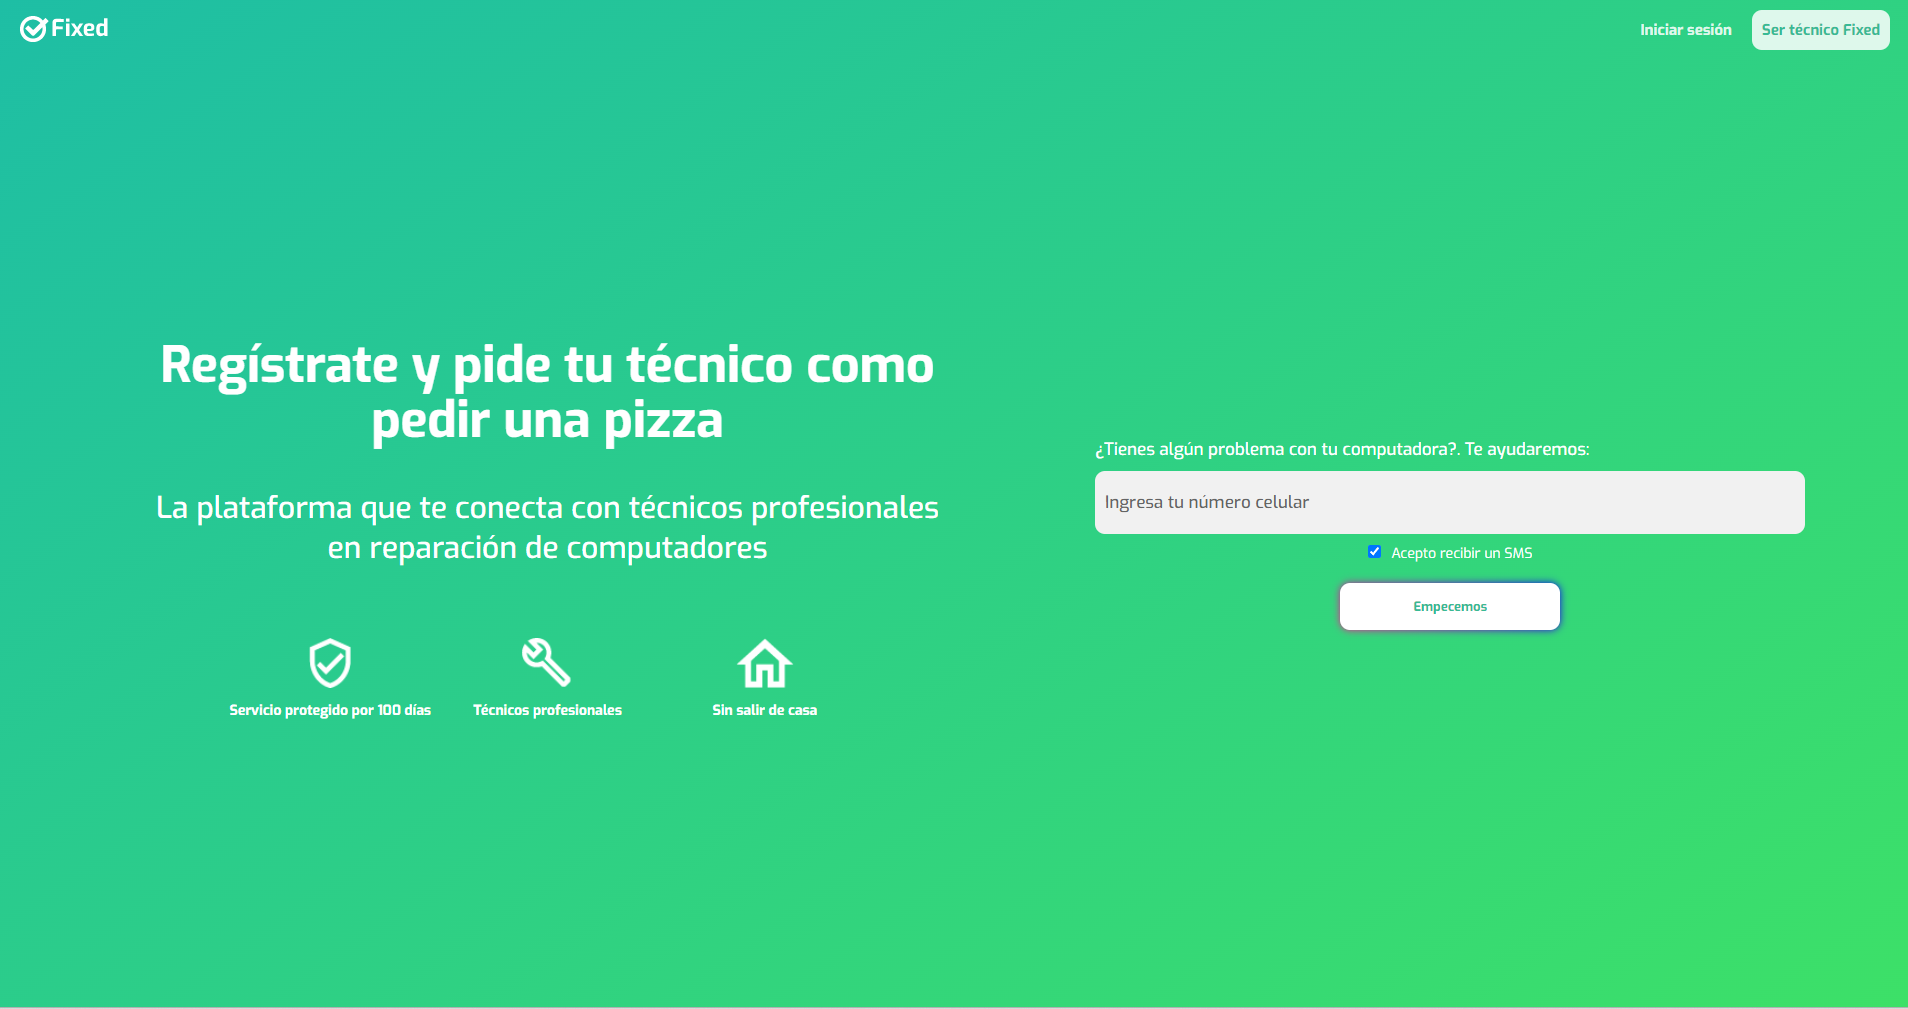 Fixed
Iniciar sesión
Ser técnico Fixed
Regístrate y pide tu técnico como
pedir una pizza
La plataforma que te conecta con técnicos profesionales
en reparación de computadores
Servicio protegido por 100 días
Técnicos profesionales
Sin salir de casa
¿Tienes algún problema con tu computadora?. Te ayudaremos:
Ingresa tu número celular
Acepto recibir un SMS
Empecemos